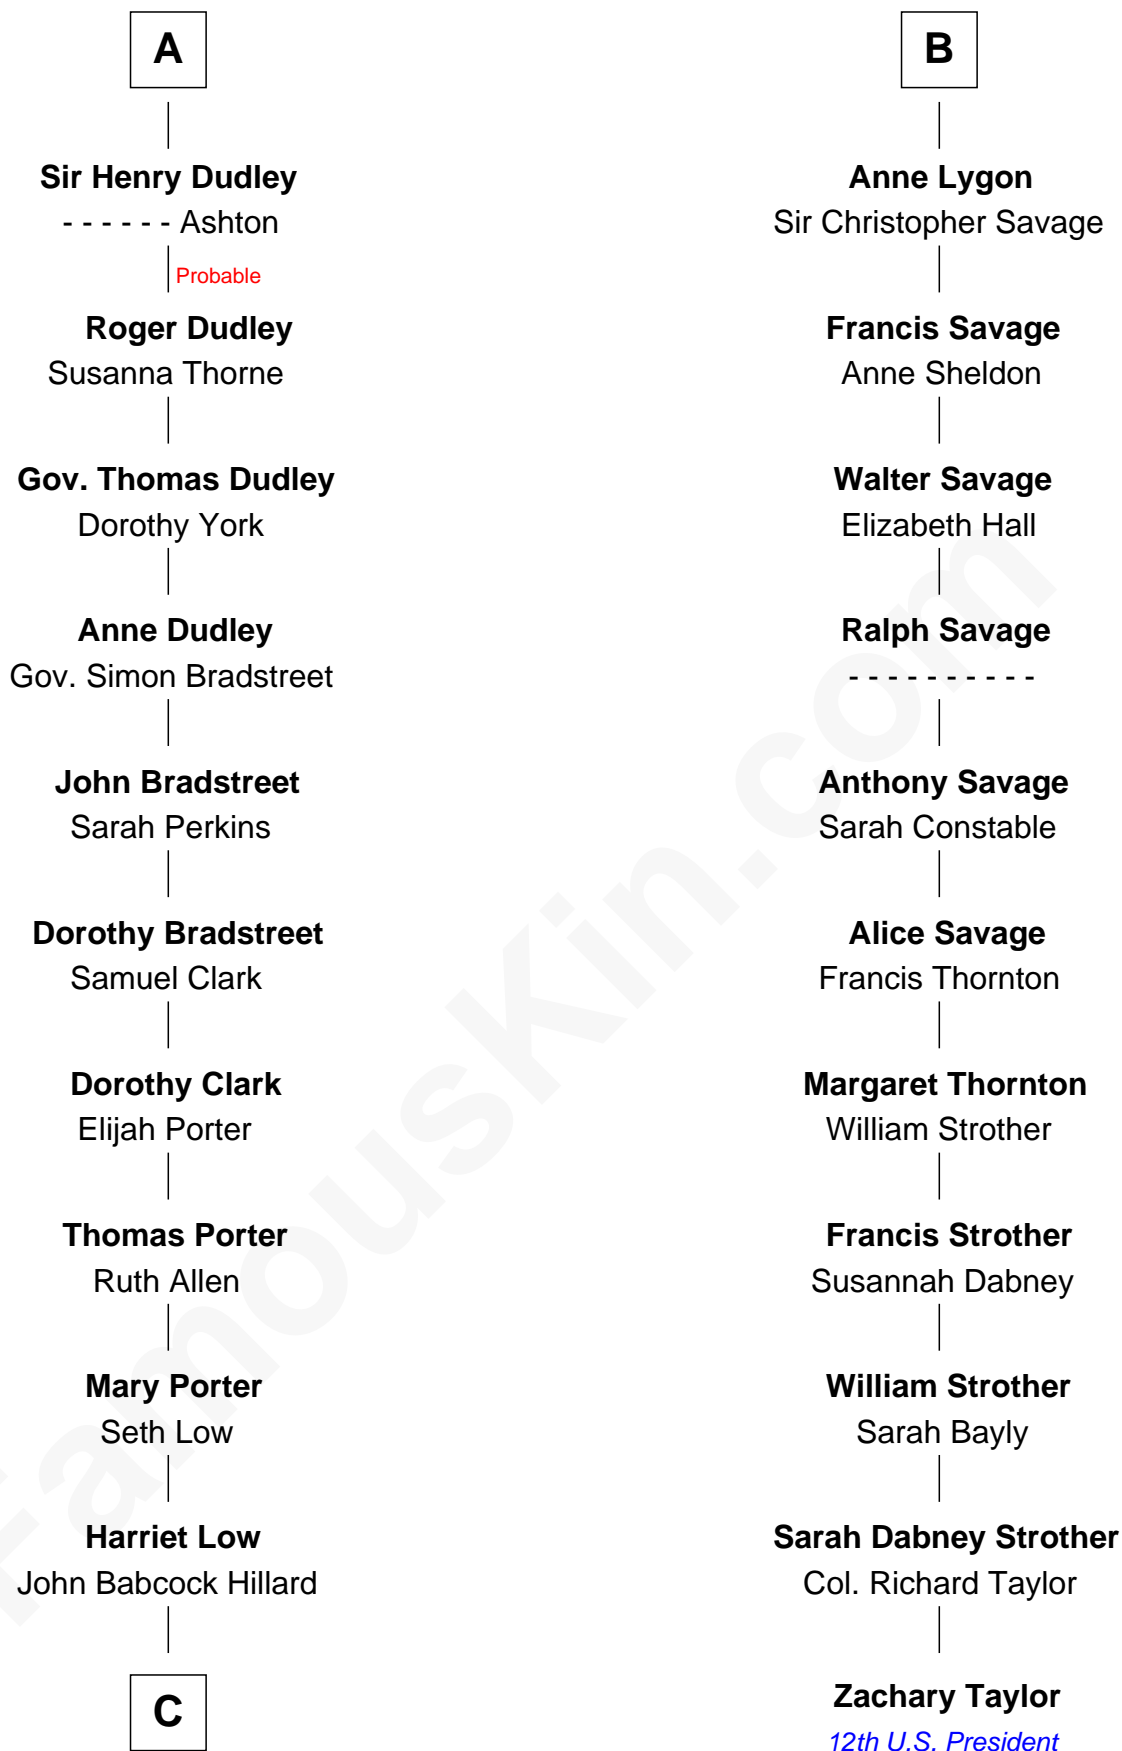 A
Sir Henry Dudley
- - - - - - Ashton
Probable
Roger Dudley
Susanna Thorne
Gov. Thomas Dudley
Dorothy York
Anne Dudley
Gov. Simon Bradstreet
John Bradstreet
Sarah Perkins
Dorothy Bradstreet
Samuel Clark
Dorothy Clark
Elijah Porter
Thomas Porter
Ruth Allen
Mary Porter
Seth Low
Harriet Low
John Babcock Hillard
C
B
Anne Lygon
Sir Christopher Savage
Francis Savage
Anne Sheldon
Walter Savage
Elizabeth Hall
Ralph Savage
- - - - - - - - - -
Anthony Savage
Sarah Constable
Alice Savage
Francis Thornton
Margaret Thornton
William Strother
Francis Strother
Susannah Dabney
William Strother
Sarah Bayly
Sarah Dabney Strother
Col. Richard Taylor
Zachary Taylor
12th U.S. President
FamousKin.com